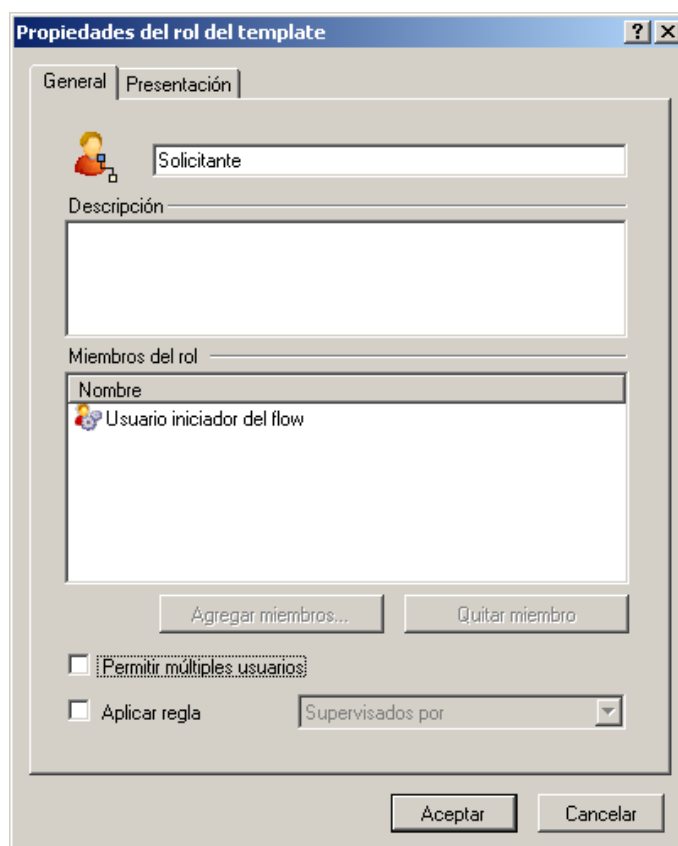 Propiedades del rol del template
General
Presentación
Solicitante
Descripción
Miembros del rol
Nombre
Usuario iniciador del flow
Agregar miembros...
Quitar miembro
Permitir múltiples usuarios
Aplicar regla
Supervisados por
Aceptar
Cancelar